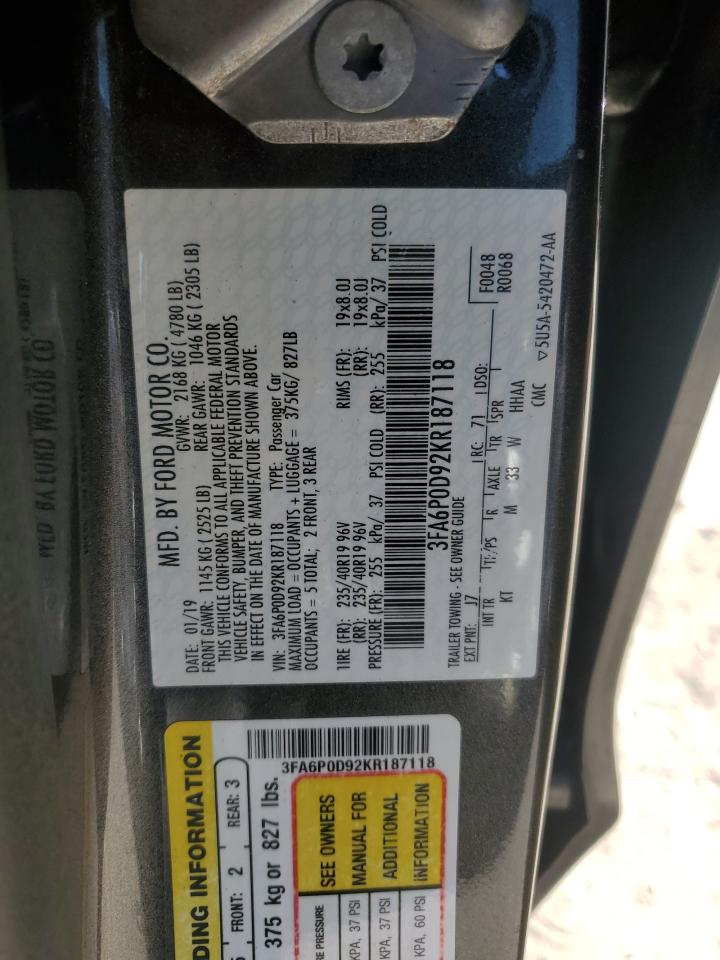 MFD. BY FORD MOTOR CO.
DATE: 01/19 GVWR: 2168 KG ( 4780 LB)
FRONT GAWR: 1145 KG ( 2525 LB) REAR GAWR: 1046 KG ( 2305 LB)
THIS VEHICLE CONFORMS TO ALL APPLICABLE FEDERAL MOTOR
VEHICLE SAFETY, BUMPER, AND THEFT PREVENTION STANDARDS
IN EFFECT ON THE DATE OF MANUFACTURE SHOWN ABOVE.
VIN: 3FA6P0D92KR187118 TYPE: Passenger Car
MAXIMUM LOAD = OCCUPANTS + LUGGAGE = 375KG/ 827LB
OCCUPANTS = 5 TOTAL; 2 FRONT, 3 REAR
TIRE (FR): 235/40R19 96V RIMS (FR): 19x8.0J
(RR): 235/40R19 96V (RR): 19x8.0J
PRESSURE (FR): 255 kPa/ 37 PSI COLD (RR): 255 kPa/ 37 PSI COLD
3FA6P0D92KR187118
TRAILER TOWING - SEE OWNER GUIDE
EXT PNT: J7 RC: 71 DSO: F0048
INT TR TP/PS R AXLE TR SPR R0068
KT M 33 W HHAA
CMC ▽5U5A-5420472-AA
DING INFORMATION
FRONT: 2 REAR: 3
375 kg or 827 lbs.
3FA6P0D92KR187118
SEE OWNERS
MANUAL FOR
ADDITIONAL
INFORMATION
RE PRESSURE
KPA, 37 PSI
KPA, 37 PSI
KPA, 60 PSI